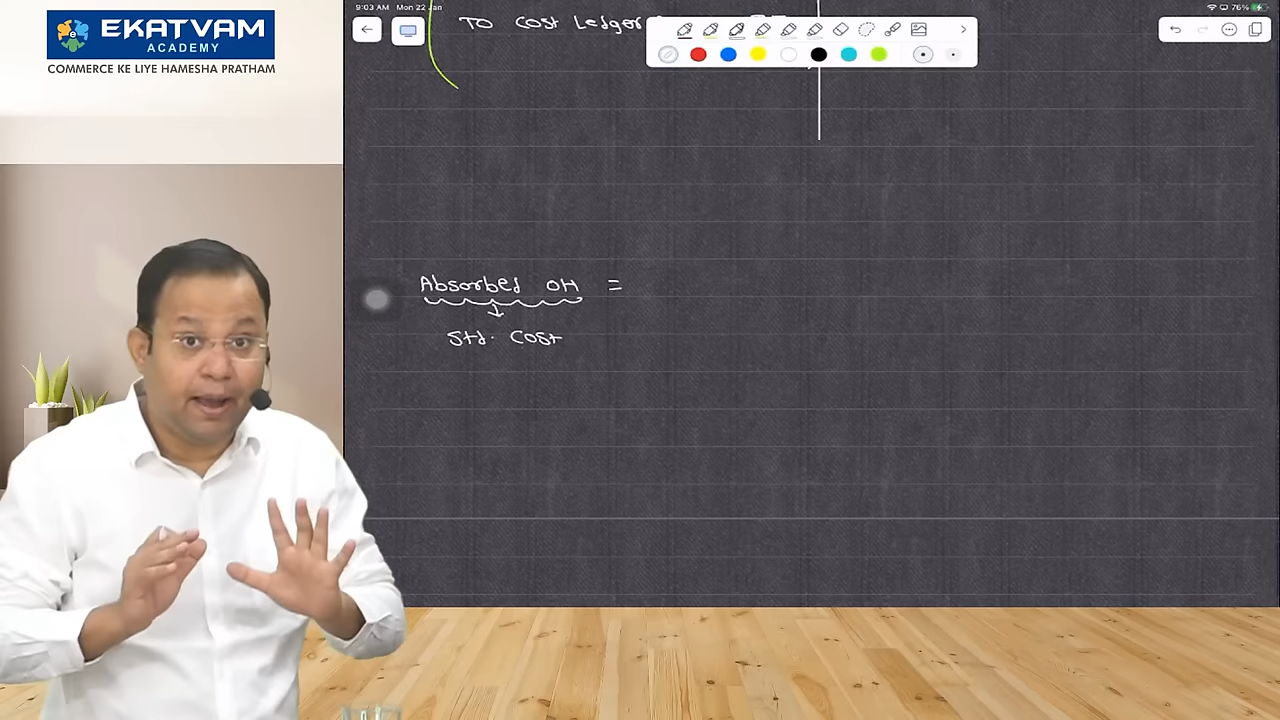 EKATVAM
ACADEMY
COMMERCE KE LIYE HAMESHA PRATHAM
9:03 AM Mon 22 Jan
76%
TO Cost Ledger
Absorbed OH =
Std. Cost